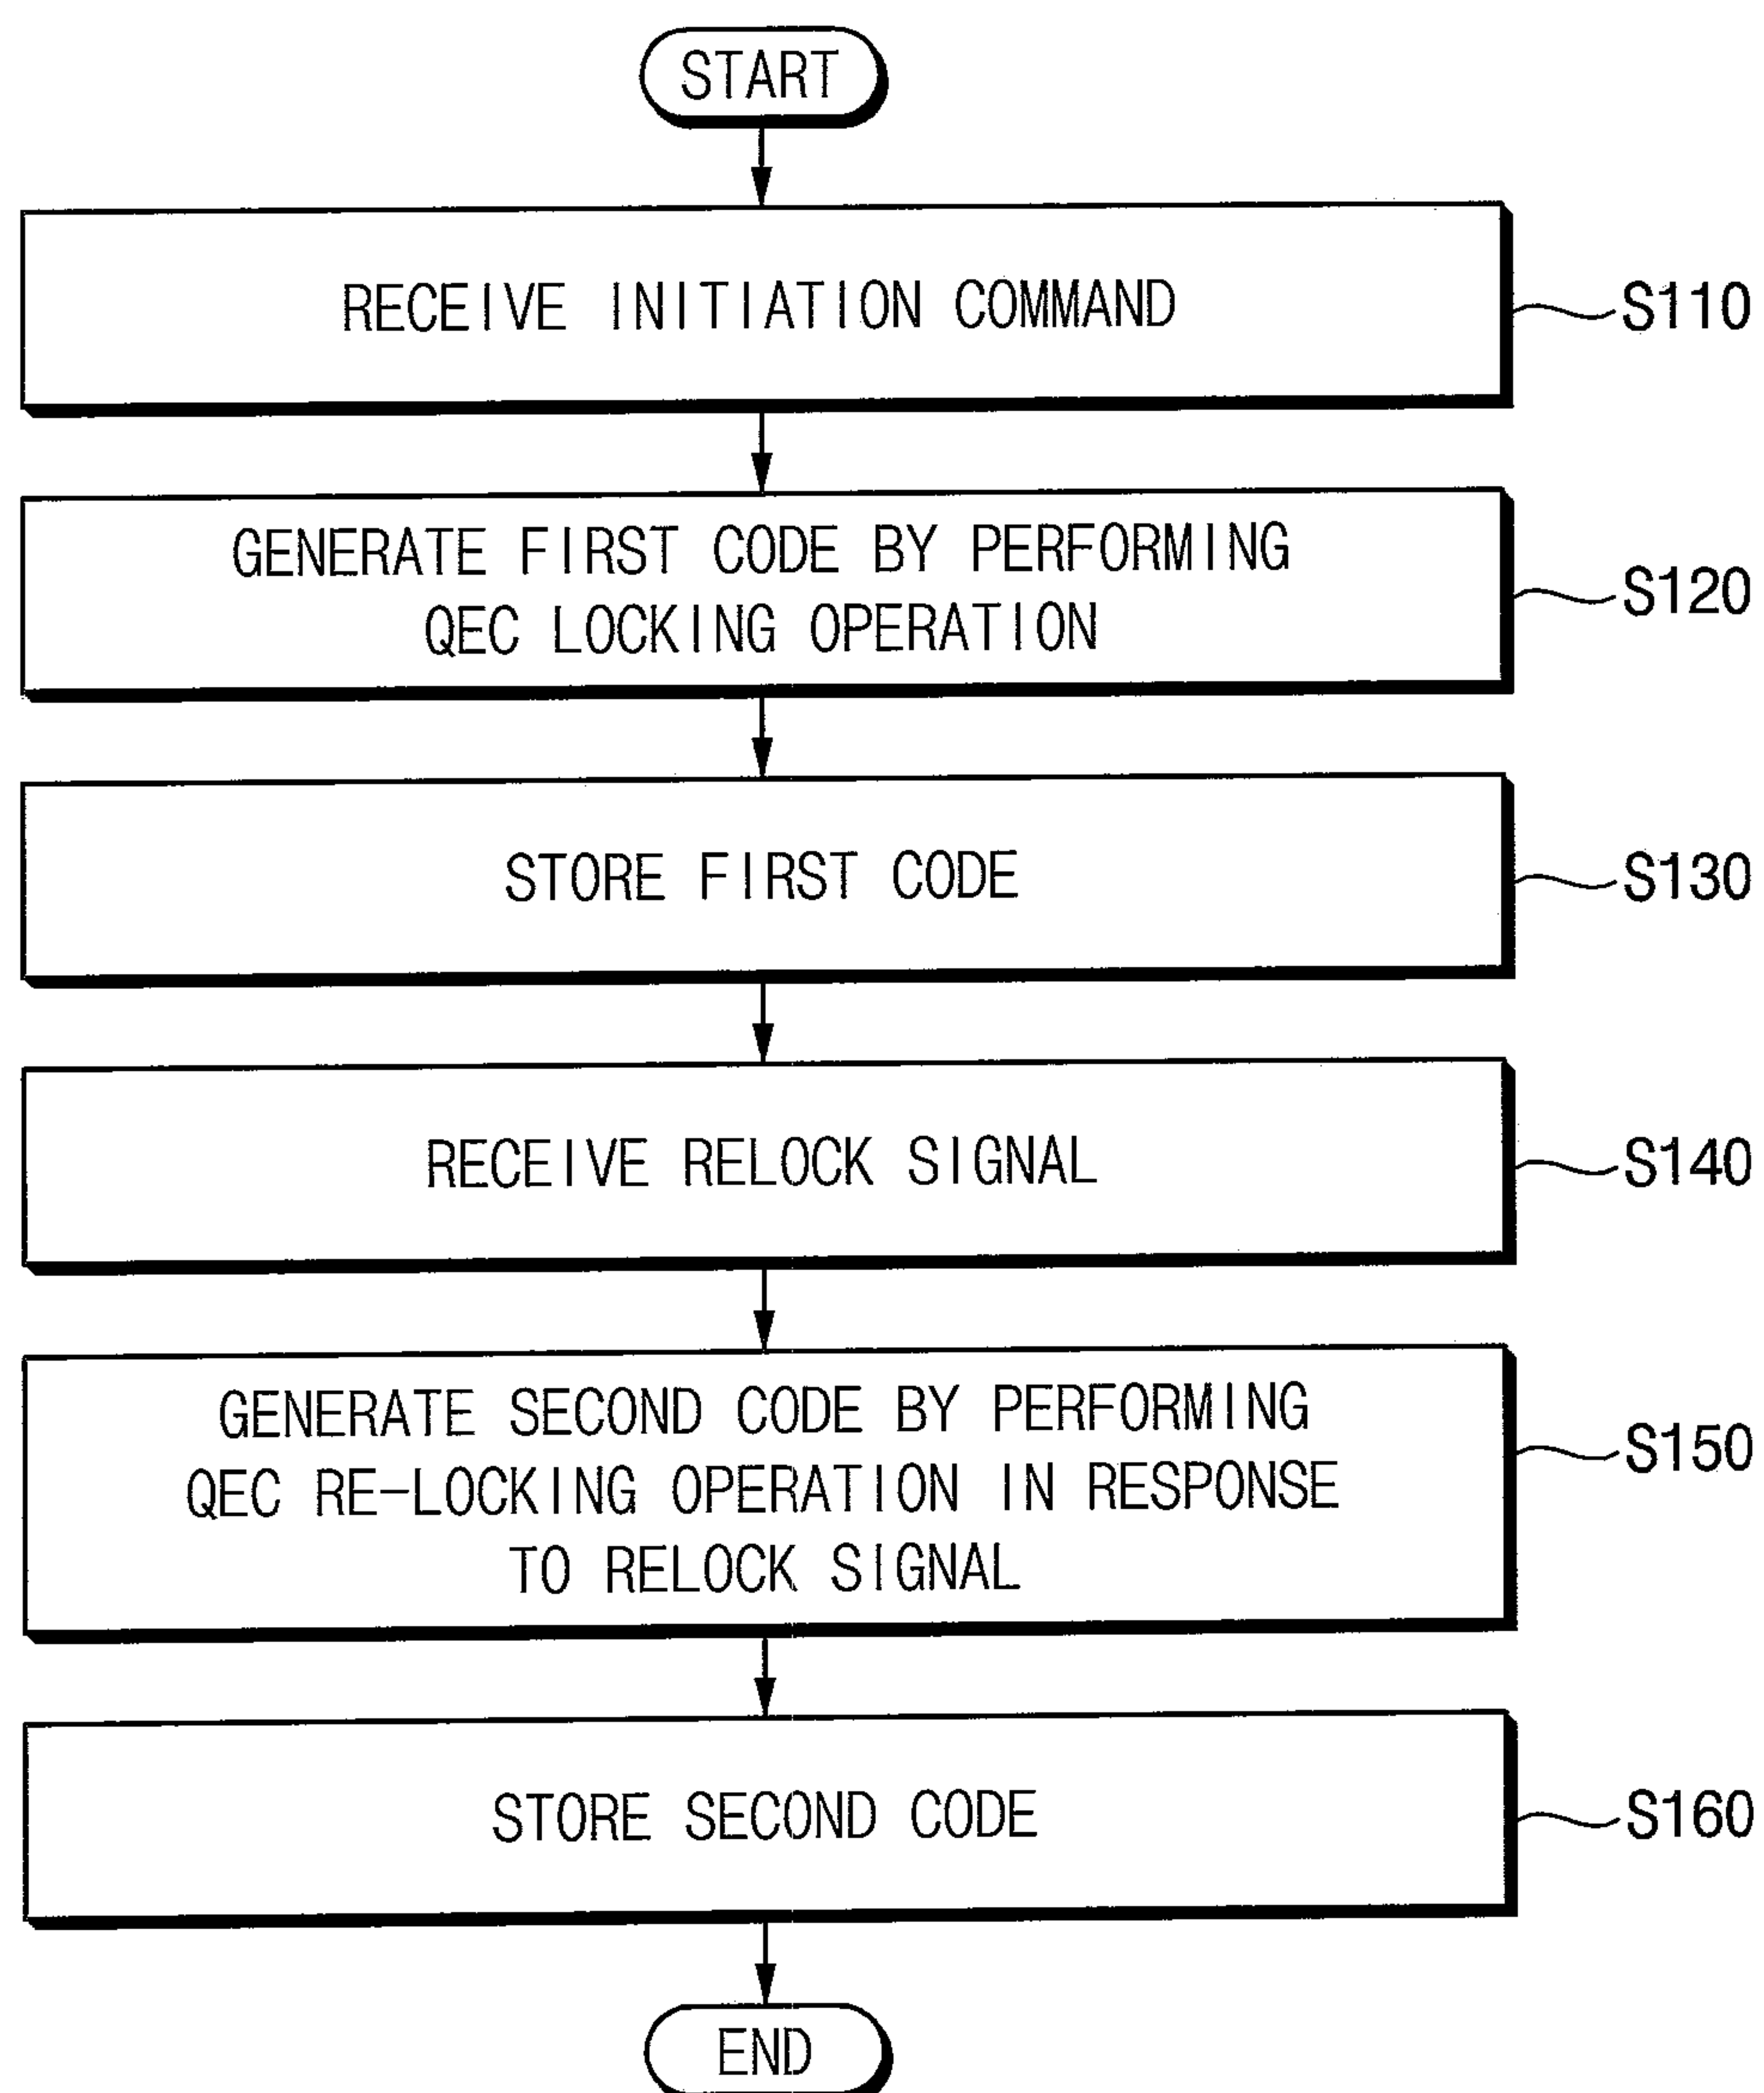 START
RECEIVE INITIATION COMMAND
S110
GENERATE FIRST CODE BY PERFORMING
QEC LOCKING OPERATION
S120
STORE FIRST CODE
S130
RECEIVE RELOCK SIGNAL
S140
GENERATE SECOND CODE BY PERFORMING
QEC RE-LOCKING OPERATION IN RESPONSE
TO RELOCK SIGNAL
S150
STORE SECOND CODE
S160
END